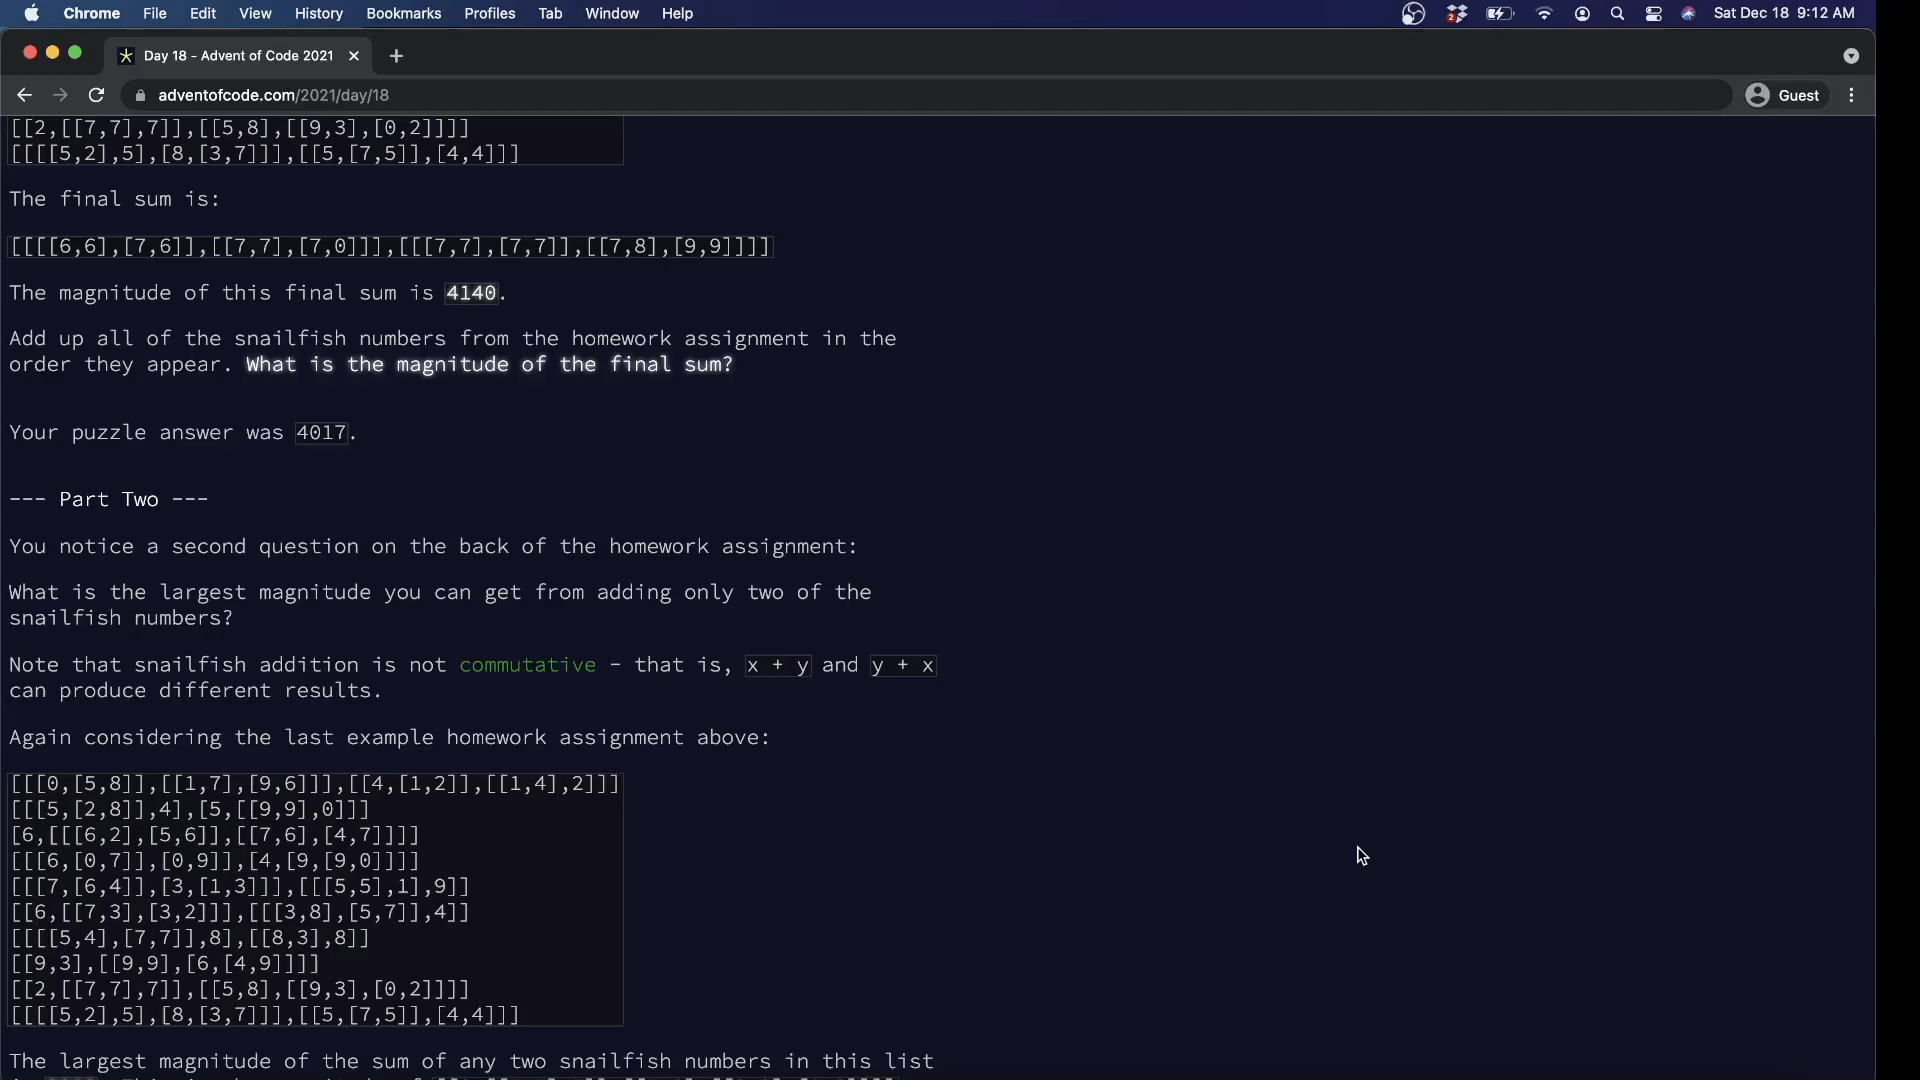 Chrome File Edit View History Bookmarks Profiles Tab Window Help
2
Sat Dec 18 9:12 AM
Day 18 - Advent of Code 2021
adventofcode.com/2021/day/18
Guest
[[2,[[7,7],7]],[[5,8],[[9,3],[0,2]]]]
[[[[5,2],5],[8,[3,7]]],[[5,[7,5]],[4,4]]]
The final sum is:
[[[[6,6],[7,6]],[[7,7],[7,0]]],[[[7,7],[7,7]],[[7,8],[9,9]]]]
The magnitude of this final sum is 4140.
Add up all of the snailfish numbers from the homework assignment in the
order they appear. What is the magnitude of the final sum?
Your puzzle answer was 4017.
--- Part Two ---
You notice a second question on the back of the homework assignment:
What is the largest magnitude you can get from adding only two of the
snailfish numbers?
Note that snailfish addition is not commutative - that is, x + y and y + x
can produce different results.
Again considering the last example homework assignment above:
[[[0,[5,8]],[[1,7],[9,6]]],[[4,[1,2]],[[1,4],2]]]
[[[5,[2,8]],4],[5,[[9,9],0]]]
[6,[[[6,2],[5,6]],[[7,6],[4,7]]]]
[[[6,[0,7]],[0,9]],[4,[9,[9,0]]]]
[[[7,[6,4]],[3,[1,3]]],[[[5,5],1],9]]
[[6,[[7,3],[3,2]]],[[[3,8],[5,7]],4]]
[[[[5,4],[7,7]],8],[[8,3],8]]
[[9,3],[[9,9],[6,[4,9]]]]
[[2,[[7,7],7]],[[5,8],[[9,3],[0,2]]]]
[[[[5,2],5],[8,[3,7]]],[[5,[7,5]],[4,4]]]
The largest magnitude of the sum of any two snailfish numbers in this list